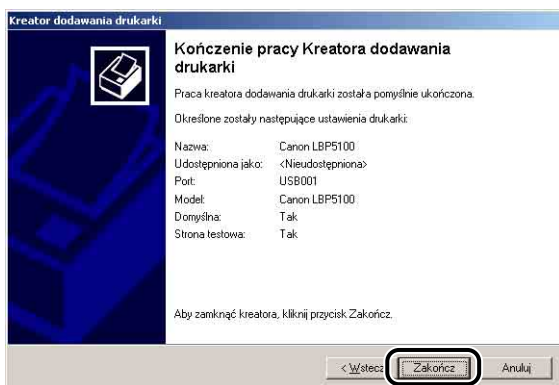 Kreator dodawania drukarki
Kończenie pracy Kreatora dodawania
drukarki
Praca kreatora dodawania drukarki została pomyślnie ukończona.
Określone zostały następujące ustawienia drukarki:
Nazwa: Canon LBP5100
Udostępniona jako: <Nieudostępniona>
Port: USB001
Model: Canon LBP5100
Domyślna: Tak
Strona testowa: Tak
Aby zamknąć kreatora, kliknij przycisk Zakończ.
< Wstecz Zakończ Anuluj